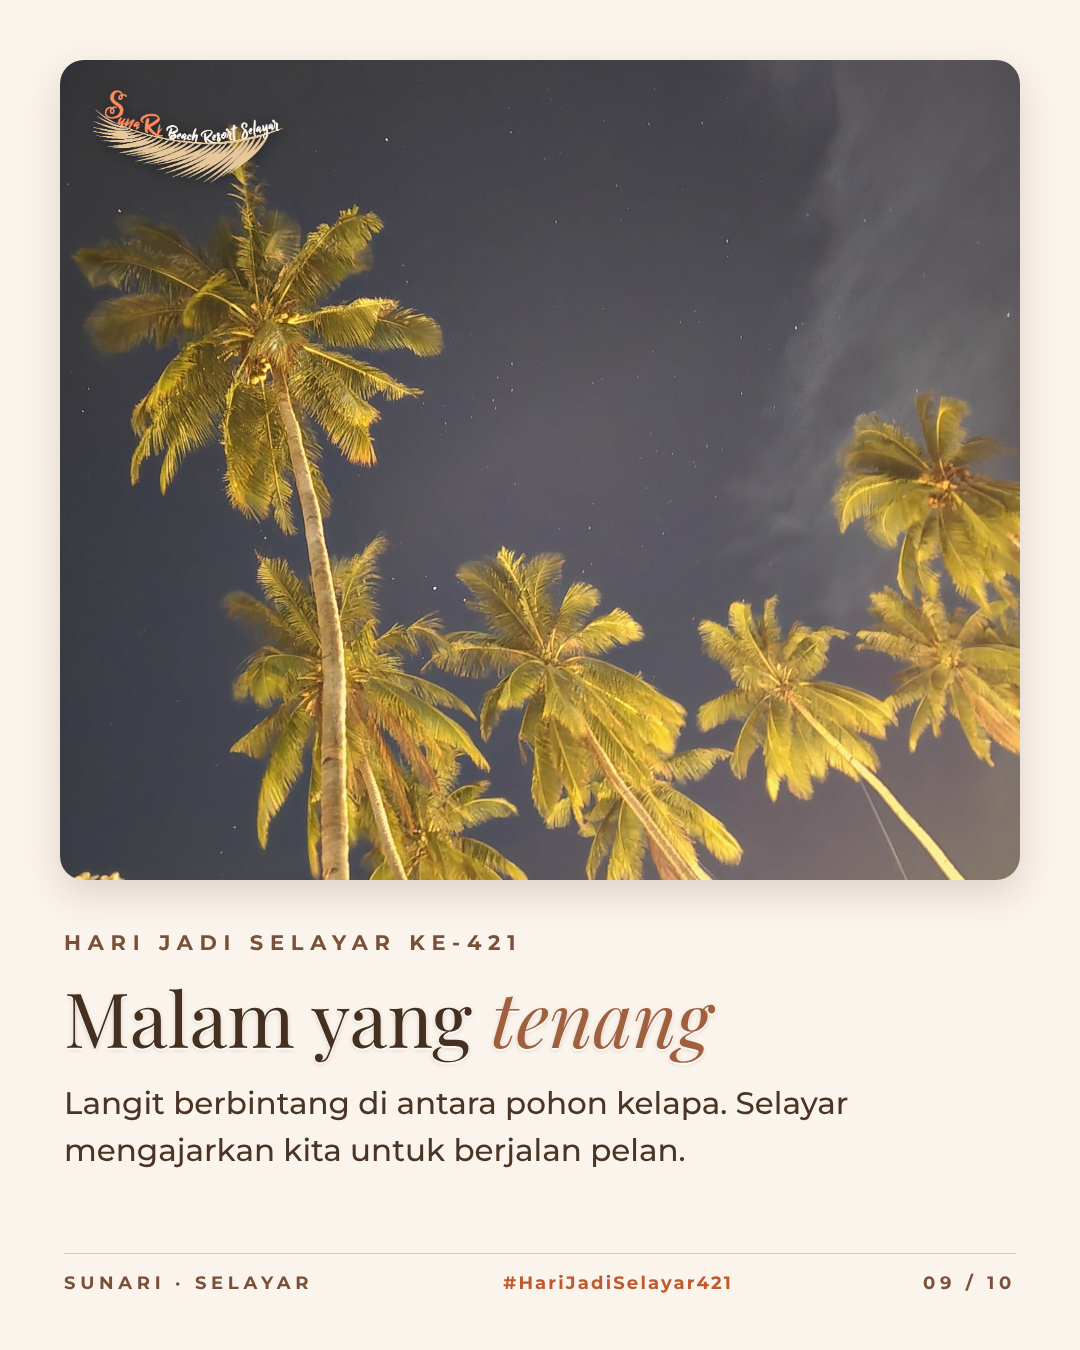 SunaRi Beach Resort Selayar
HARI JADI SELAYAR KE-421
Malam yang tenang
Langit berbintang di antara pohon kelapa. Selayar
mengajarkan kita untuk berjalan pelan.
SUNARI · SELAYAR
#HariJadiSelayar421
09 / 10